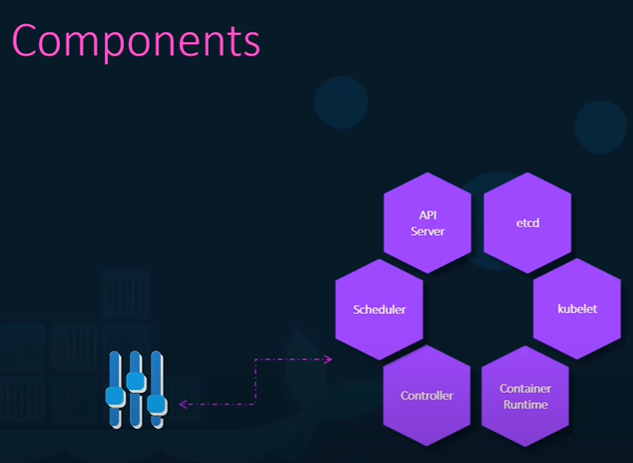 Components
API
Server
etcd
Scheduler
kubelet
Controller
Container
Runtime